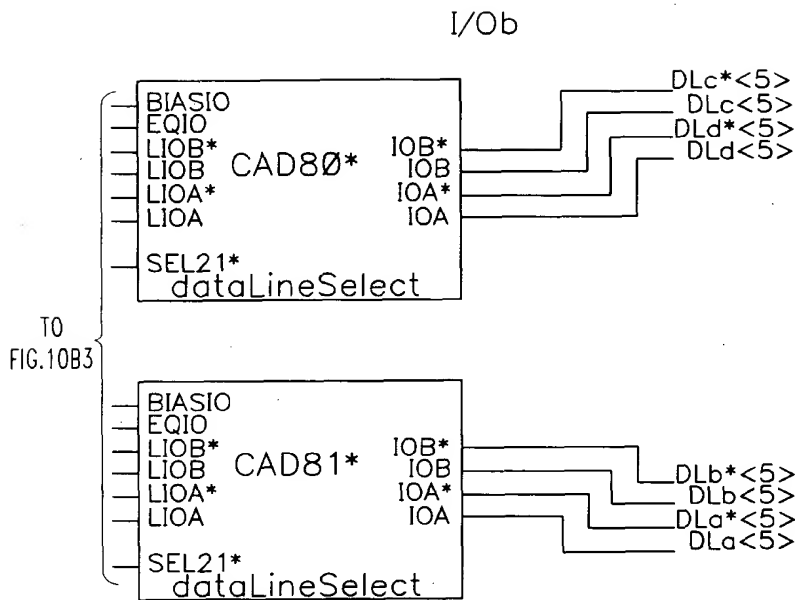 I/Ob
BIASIO
EQIO
LIOB*
LIOB
LIOA*
LIOA
SEL21*
CAD80*
IOB*
IOB
IOA*
IOA
dataLineSelect
DLc*<5>
DLc<5>
DLd*<5>
DLd<5>
TO
FIG.10B3
BIASIO
EQIO
LIOB*
LIOB
LIOA*
LIOA
SEL21*
CAD81*
IOB*
IOB
IOA*
IOA
dataLineSelect
DLb*<5>
DLb<5>
DLa*<5>
DLa<5>